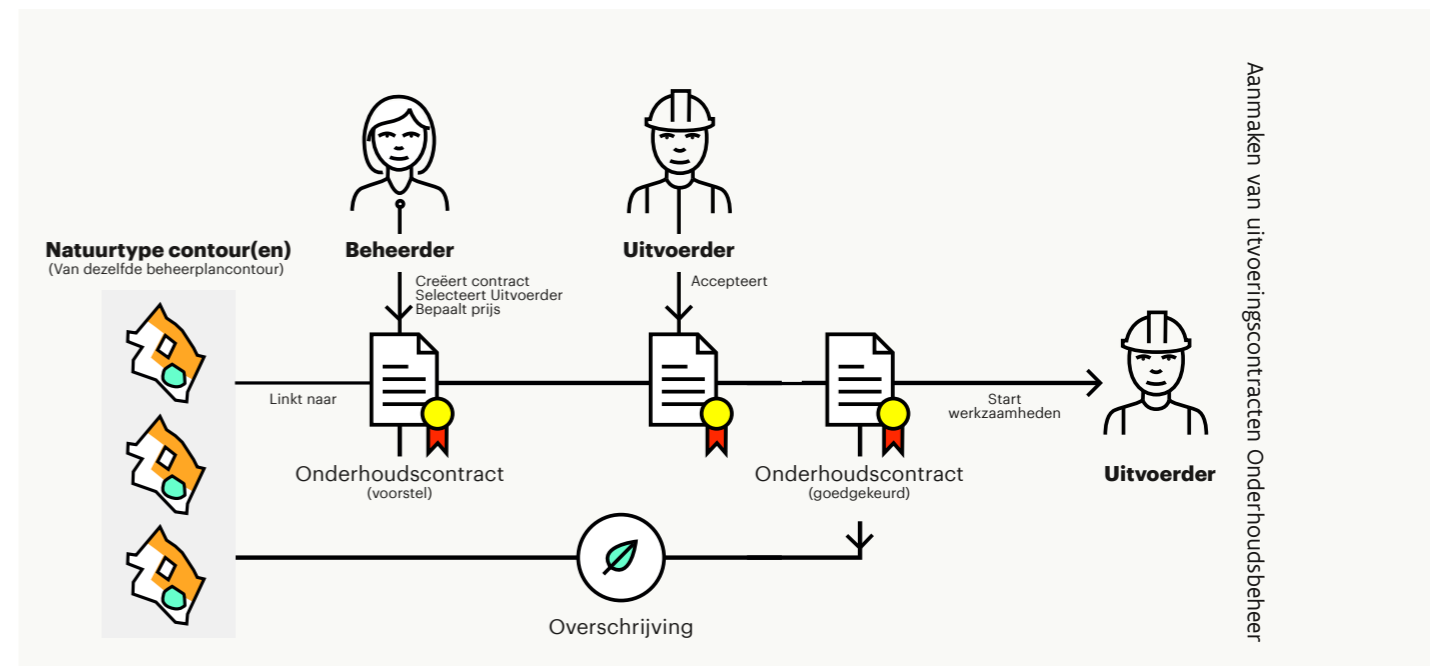 Natuurtype contour(en)
(Van dezelfde beheerplancontour)
Beheerder
Creëert contract
Selecteert Uitvoerder
Bepaalt prijs
Uitvoerder
Accepteert
Linkt naar
Onderhoudscontract
(voorstel)
Onderhoudscontract
(goedgekeurd)
Start
werkzaamheden
Uitvoerder
Overschrijving
Aanmaken van uitvoeringscontracten Onderhoudsbeheer